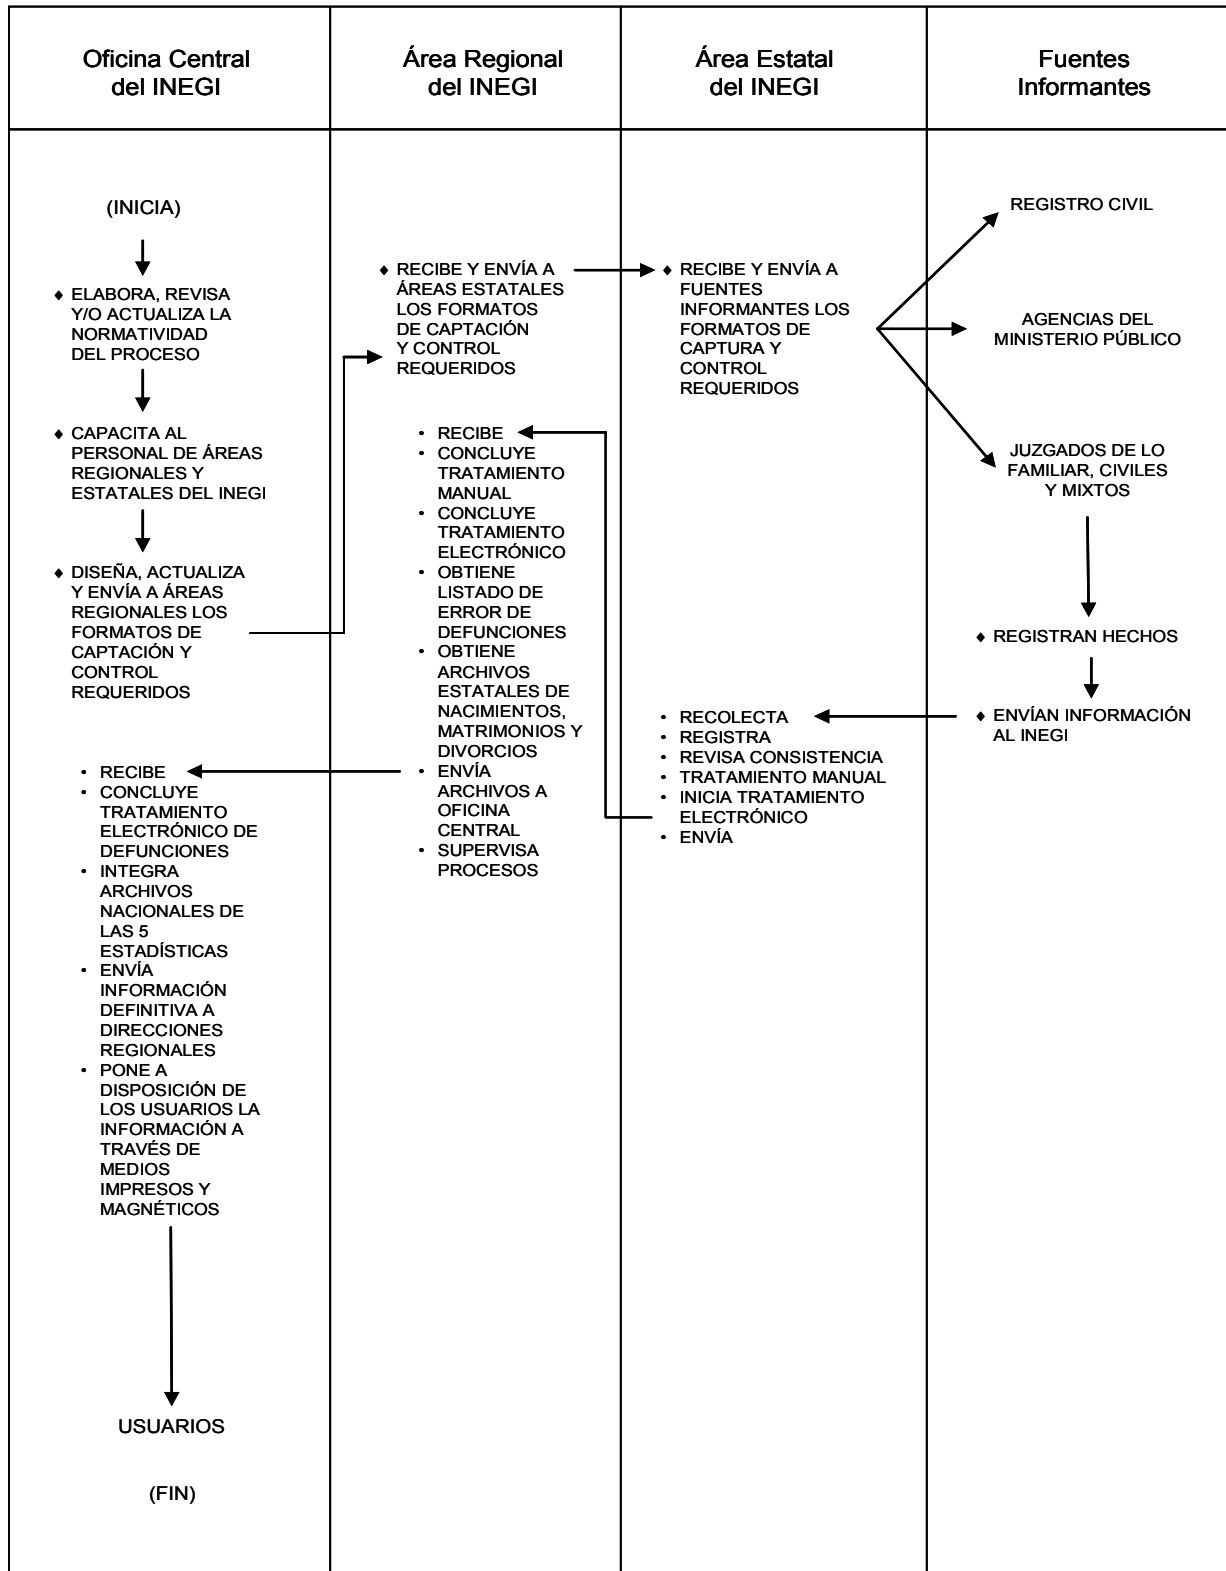 Oficina Central
del INEGI
Área Regional
del INEGI
Área Estatal
del INEGI
Fuentes
Informantes
(INICIA)
♦ ELABORA, REVISA
Y/O ACTUALIZA LA
NORMATIVIDAD
DEL PROCESO
♦ CAPACITA AL
PERSONAL DE ÁREAS
REGIONALES Y
ESTATALES DEL INEGI
♦ DISEÑA, ACTUALIZA
Y ENVÍA A ÁREAS
REGIONALES LOS
FORMATOS DE
CAPTACIÓN Y
CONTROL
REQUERIDOS
♦ RECIBE Y ENVÍA A
ÁREAS ESTATALES
LOS FORMATOS
DE CAPTACIÓN
Y CONTROL
REQUERIDOS
♦ RECIBE Y ENVÍA A
FUENTES
INFORMANTES LOS
FORMATOS DE
CAPTURA Y
CONTROL
REQUERIDOS
REGISTRO CIVIL
AGENCIAS DEL
MINISTERIO PÚBLICO
JUZGADOS DE LO
FAMILIAR, CIVILES
Y MIXTOS
♦ REGISTRAN HECHOS
♦ ENVÍAN INFORMACIÓN
AL INEGI
• RECOLECTA
• REGISTRA
• REVISA CONSISTENCIA
• TRATAMIENTO MANUAL
• INICIA TRATAMIENTO
ELECTRÓNICO
• ENVÍA
• RECIBE
• CONCLUYE
TRATAMIENTO
MANUAL
• CONCLUYE
TRATAMIENTO
ELECTRÓNICO
• OBTIENE
LISTADO DE
ERROR DE
DEFUNCIONES
• OBTIENE
ARCHIVOS
ESTATALES DE
NACIMIENTOS,
MATRIMONIOS Y
DIVORCIOS
• ENVÍA
ARCHIVOS A
OFICINA
CENTRAL
• SUPERVISA
PROCESOS
• RECIBE
• CONCLUYE
TRATAMIENTO
ELECTRÓNICO DE
DEFUNCIONES
• INTEGRA
ARCHIVOS
NACIONALES DE
LAS 5
ESTADÍSTICAS
• ENVÍA
INFORMACIÓN
DEFINITIVA A
DIRECCIONES
REGIONALES
• PONE A
DISPOSICIÓN DE
LOS USUARIOS LA
INFORMACIÓN A
TRAVÉS DE
MEDIOS
IMPRESOS Y
MAGNÉTICOS
USUARIOS
(FIN)